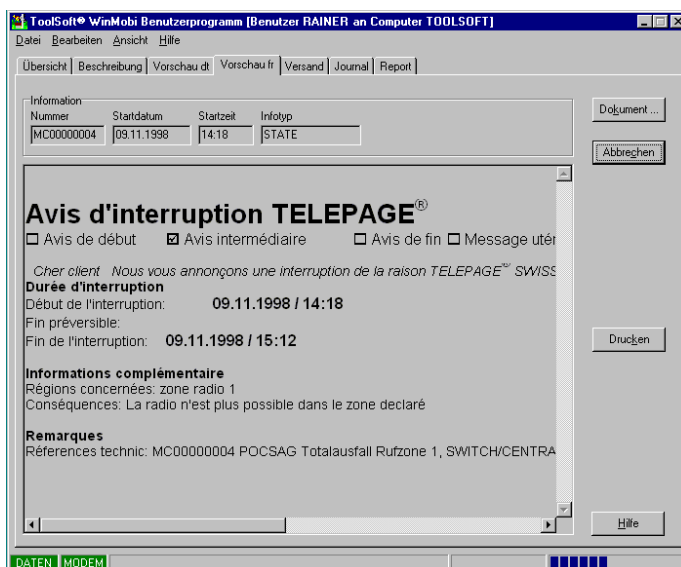 ToolSoft® WinMobi Benutzerprogramm [Benutzer RAINER an Computer TOOLSOFT]
Datei Bearbeiten Ansicht Hilfe
Übersicht Beschreibung Vorschau dt Vorschau fr Versand Journal Report
Information
Nummer Startdatum Startzeit Infotyp
MC00000004 09.11.1998 14:18 STATE
Dokument ...
Abbrechen
Avis d'interruption TELEPAGE®
Avis de début Avis intermédiaire Avis de fin Message utér
Cher client Nous vous annonçons une interruption de la raison TELEPAGE® SWISS
Durée d'interruption
Début de l'interruption: 09.11.1998 / 14:18
Fin préversible:
Fin de l'interruption: 09.11.1998 / 15:12
Drucken
Informations complémentaire
Régions concernées: zone radio 1
Conséquences: La radio n'est plus possible dans le zone declaré
Remarques
Réferences technic: MC00000004 POCSAG Totalausfall Rufzone 1, SWITCH/CENTRA
Hilfe
DATEN MODEM